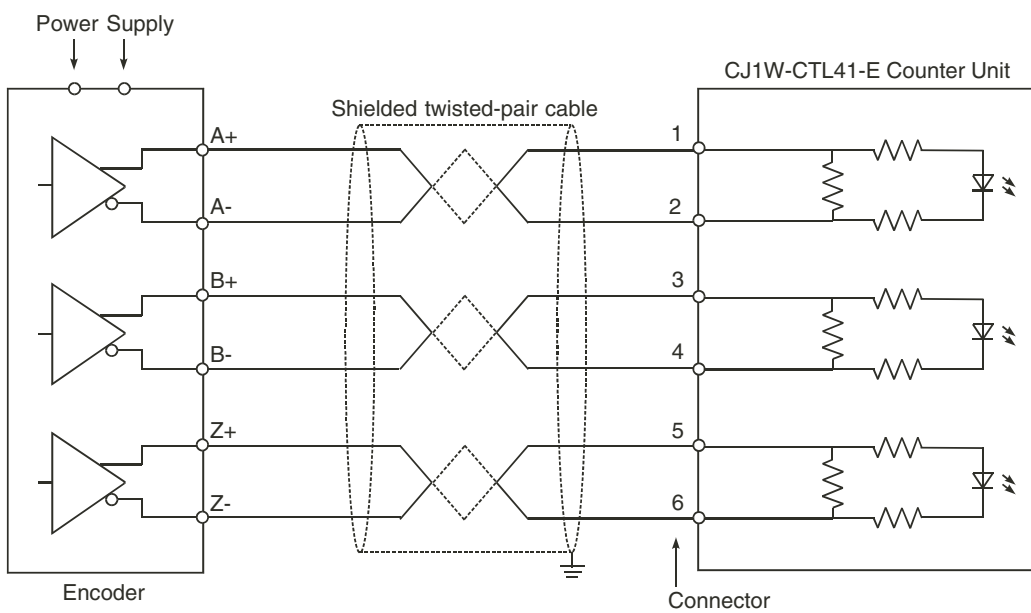 Power Supply
CJ1W-CTL41-E Counter Unit
Shielded twisted-pair cable
A+
1
A-
2
B+
3
B-
4
Z+
5
Z-
6
Encoder
Connector